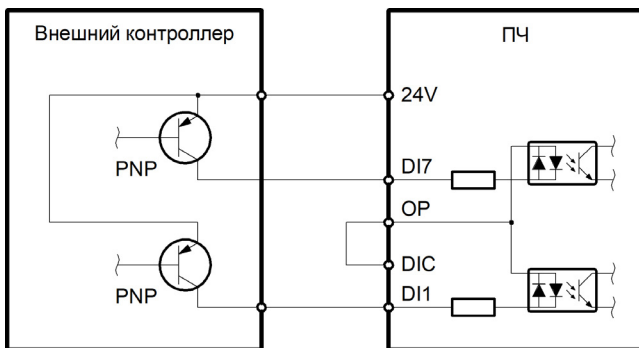 Внешний контроллер
ПЧ
24V
PNP
DI7
OP
DIC
PNP
DI1